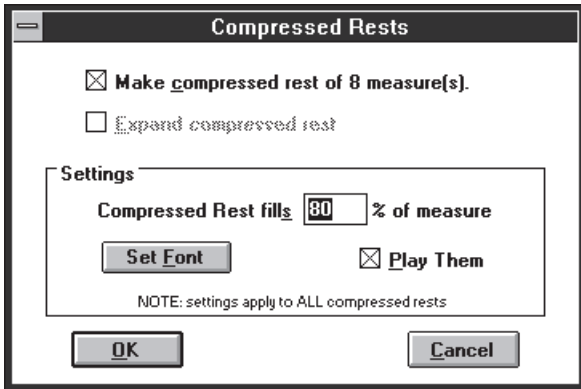 Compressed Rests
Make compressed rest of 8 measure(s).
Expand compressed rest
Settings
Compressed Rest fills 80 % of measure
Set Font Play Them
NOTE: settings apply to ALL compressed rests
OK Cancel